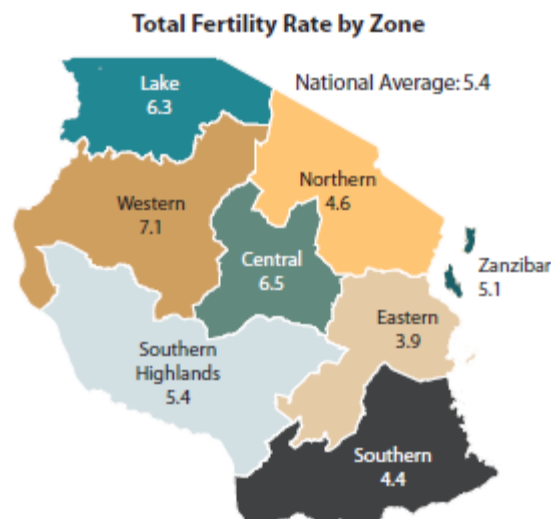 Total Fertility Rate by Zone
Lake
6.3
National Average: 5.4
Northern
4.6
Western
7.1
Central
6.5
Zanzibar
5.1
Eastern
3.9
Southern
Highlands
5.4
Southern
4.4